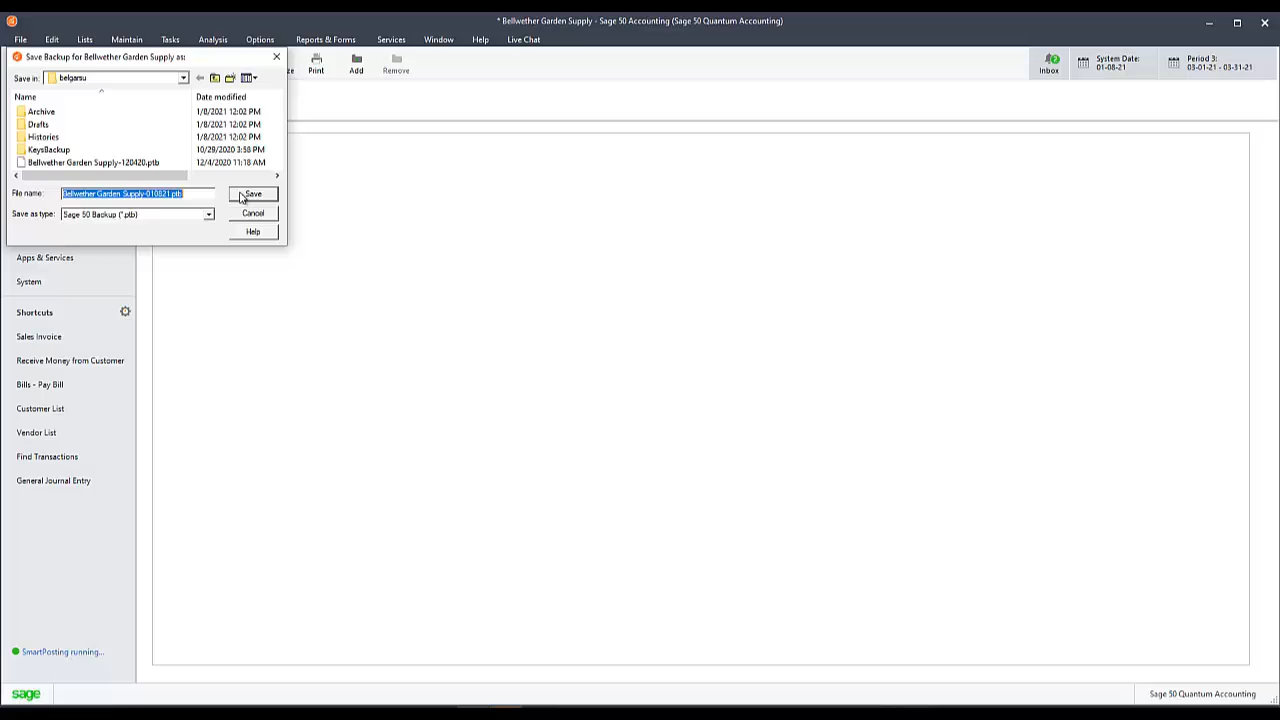 * Bellwether Garden Supply - Sage 50 Accounting (Sage 50 Quantum Accounting)
File Edit Lists Maintain Tasks Analysis Options Reports & Forms Services Window Help Live Chat
Save Backup for Bellwether Garden Supply as:
Save in: belgarsu
Name Date modified
Archive 1/8/2021 12:02 PM
Drafts 1/8/2021 12:02 PM
Histories 1/8/2021 12:02 PM
KeysBackup 10/29/2020 3:58 PM
Bellwether Garden Supply-120420.ptb 12/4/2020 11:18 AM
File name: Bellwether Garden Supply-010821.ptb Save
Save as type: Sage 50 Backup (*.ptb) Cancel
Help
ze Print Add Remove
2
Inbox
System Date:
01-08-21
Period 3:
03-01-21 - 03-31-21
Apps & Services
System
Shortcuts
Sales Invoice
Receive Money from Customer
Bills - Pay Bill
Customer List
Vendor List
Find Transactions
General Journal Entry
SmartPosting running...
sage Sage 50 Quantum Accounting